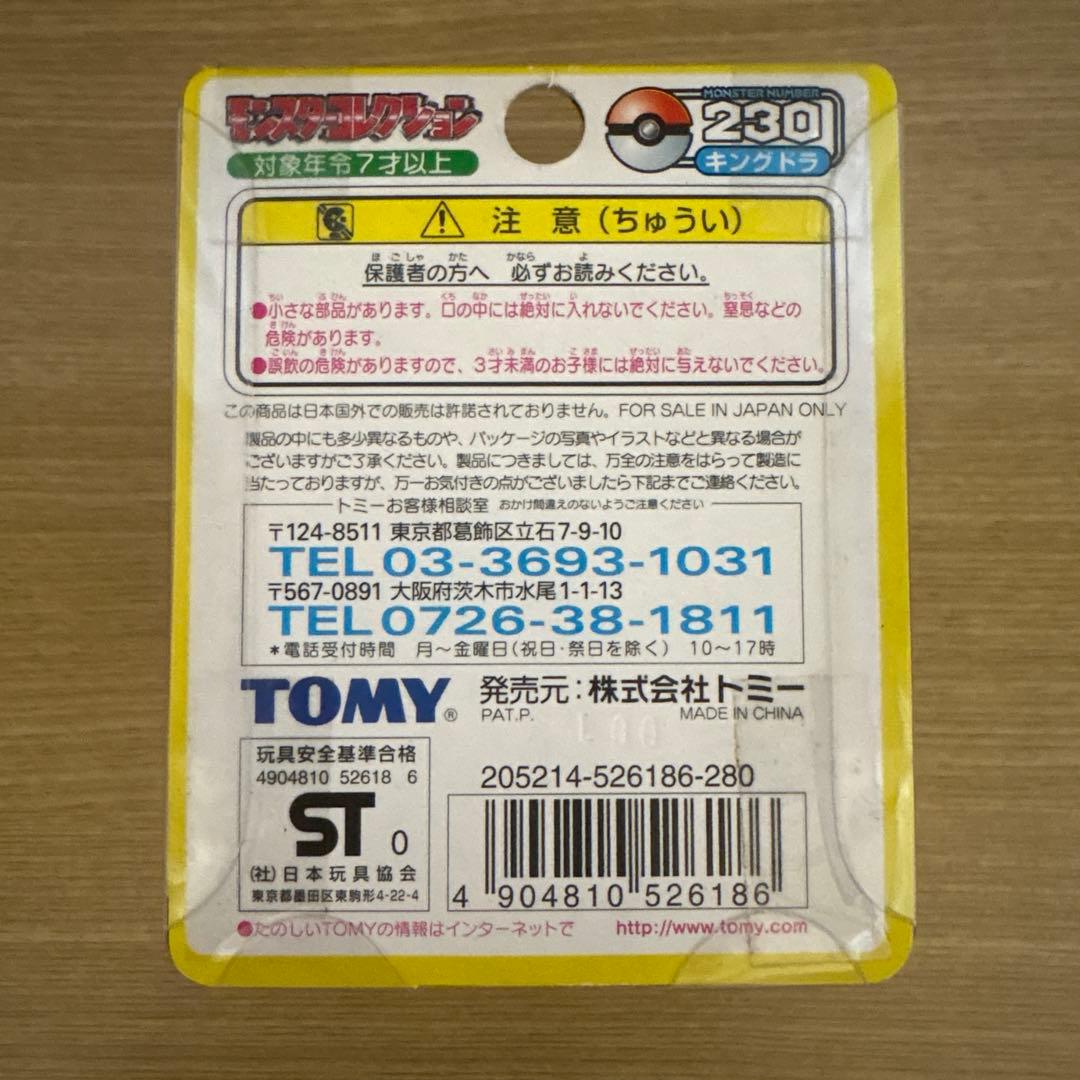 モンスターコレクション
対象年令7才以上
MONSTER NUMBER
230
キングドラ
注 意(ちゅうい)
保護者の方へ 必ずお読みください。
●小さな部品があります。口の中には絶対に入れないでください。窒息などの
危険があります。
●誤飲の危険がありますので、3才未満のお子様には絶対に与えないでください。
この商品は日本国外での販売は許諾されておりません。FOR SALE IN JAPAN ONLY
製品の中にも多少異なるものや、パッケージの写真やイラストなどと異なる場合が
ございますがご了承ください。製品につきましては、万全の注意をはらって製造に
当たっておりますが、万一お気付きの点がございましたら下記までご連絡ください。
トミーお客様相談室 おかけ間違えのないようご注意ください
〒124-8511 東京都葛飾区立石7-9-10
TEL 03-3693-1031
〒567-0891 大阪府茨木市水尾1-1-13
TEL 0726-38-1811
*電話受付時間 月〜金曜日(祝日・祭日を除く) 10〜17時
TOMY® 発売元:株式会社トミー
PAT.P. MADE IN CHINA
玩具安全基準合格
4904810 52618 6
ST 0
(社)日本玩具協会
東京都墨田区東駒形4-22-4
205214-526186-280
4 904810 526186
●たのしいTOMYの情報はインターネットで http://www.tomy.com